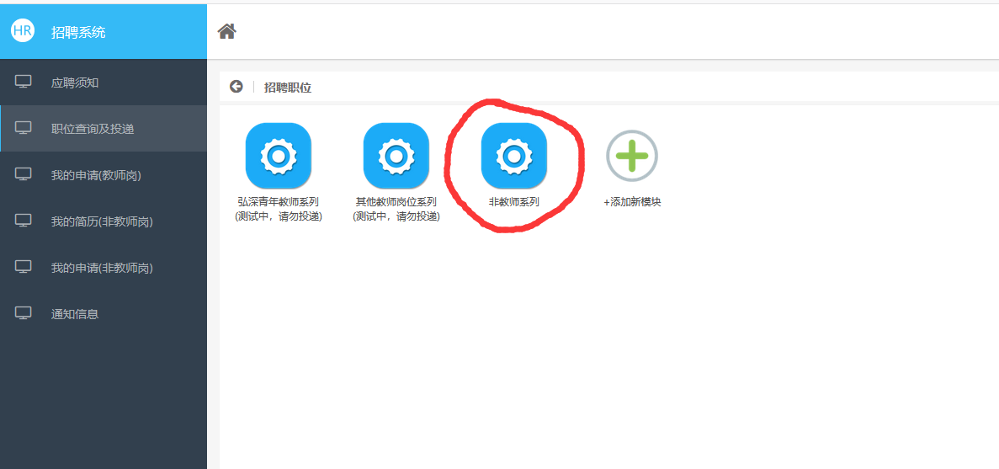 HR 招聘系统
应聘须知
职位查询及投递
我的申请(教师岗)
我的简历(非教师岗)
我的申请(非教师岗)
通知信息
招聘职位
弘深青年教师系列
(测试中，请勿投递)
其他教师岗位系列
(测试中，请勿投递)
非教师系列
+添加新模块